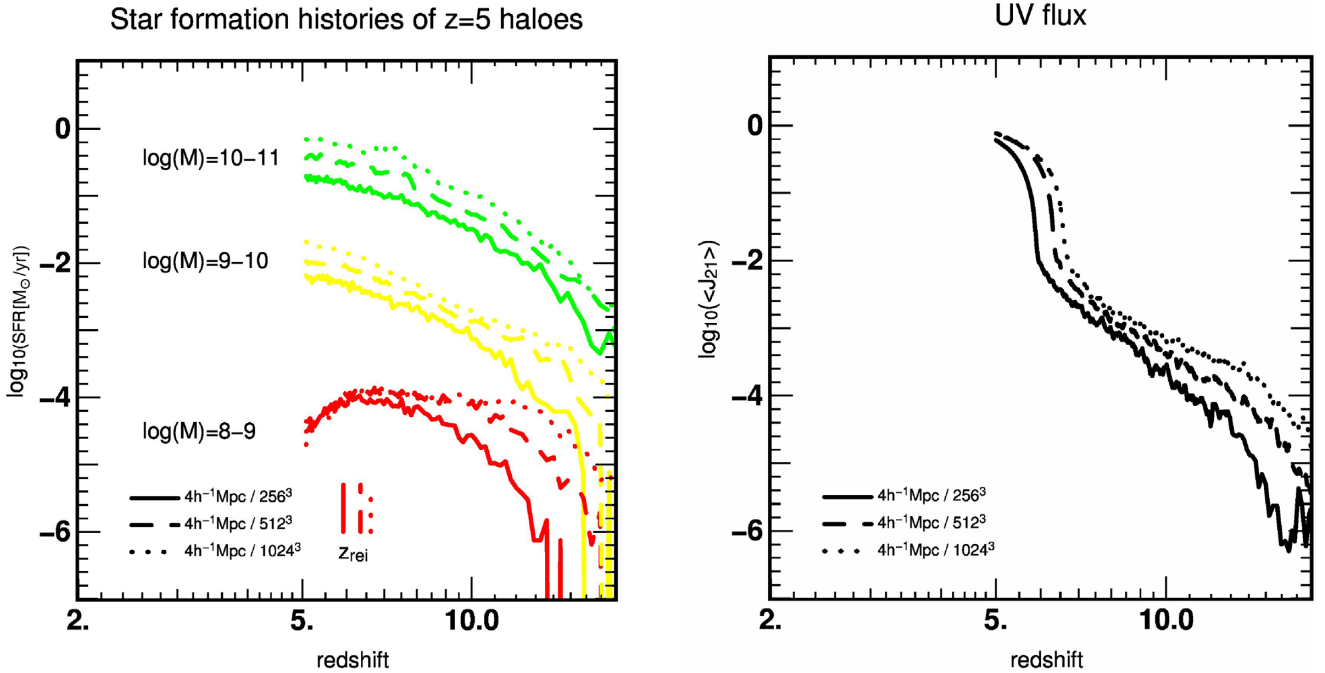 Star formation histories of z=5 haloes
log₁₀(SFR[M☉/yr])
0
−2
−4
−6
log(M)=10−11
log(M)=9−10
log(M)=8−9
4h⁻¹Mpc / 256³
4h⁻¹Mpc / 512³
4h⁻¹Mpc / 1024³
z_rei
2.
5.
10.0
redshift
UV flux
log₁₀(<J₂₁>)
0
−2
−4
−6
4h⁻¹Mpc / 256³
4h⁻¹Mpc / 512³
4h⁻¹Mpc / 1024³
2.
5.
10.0
redshift